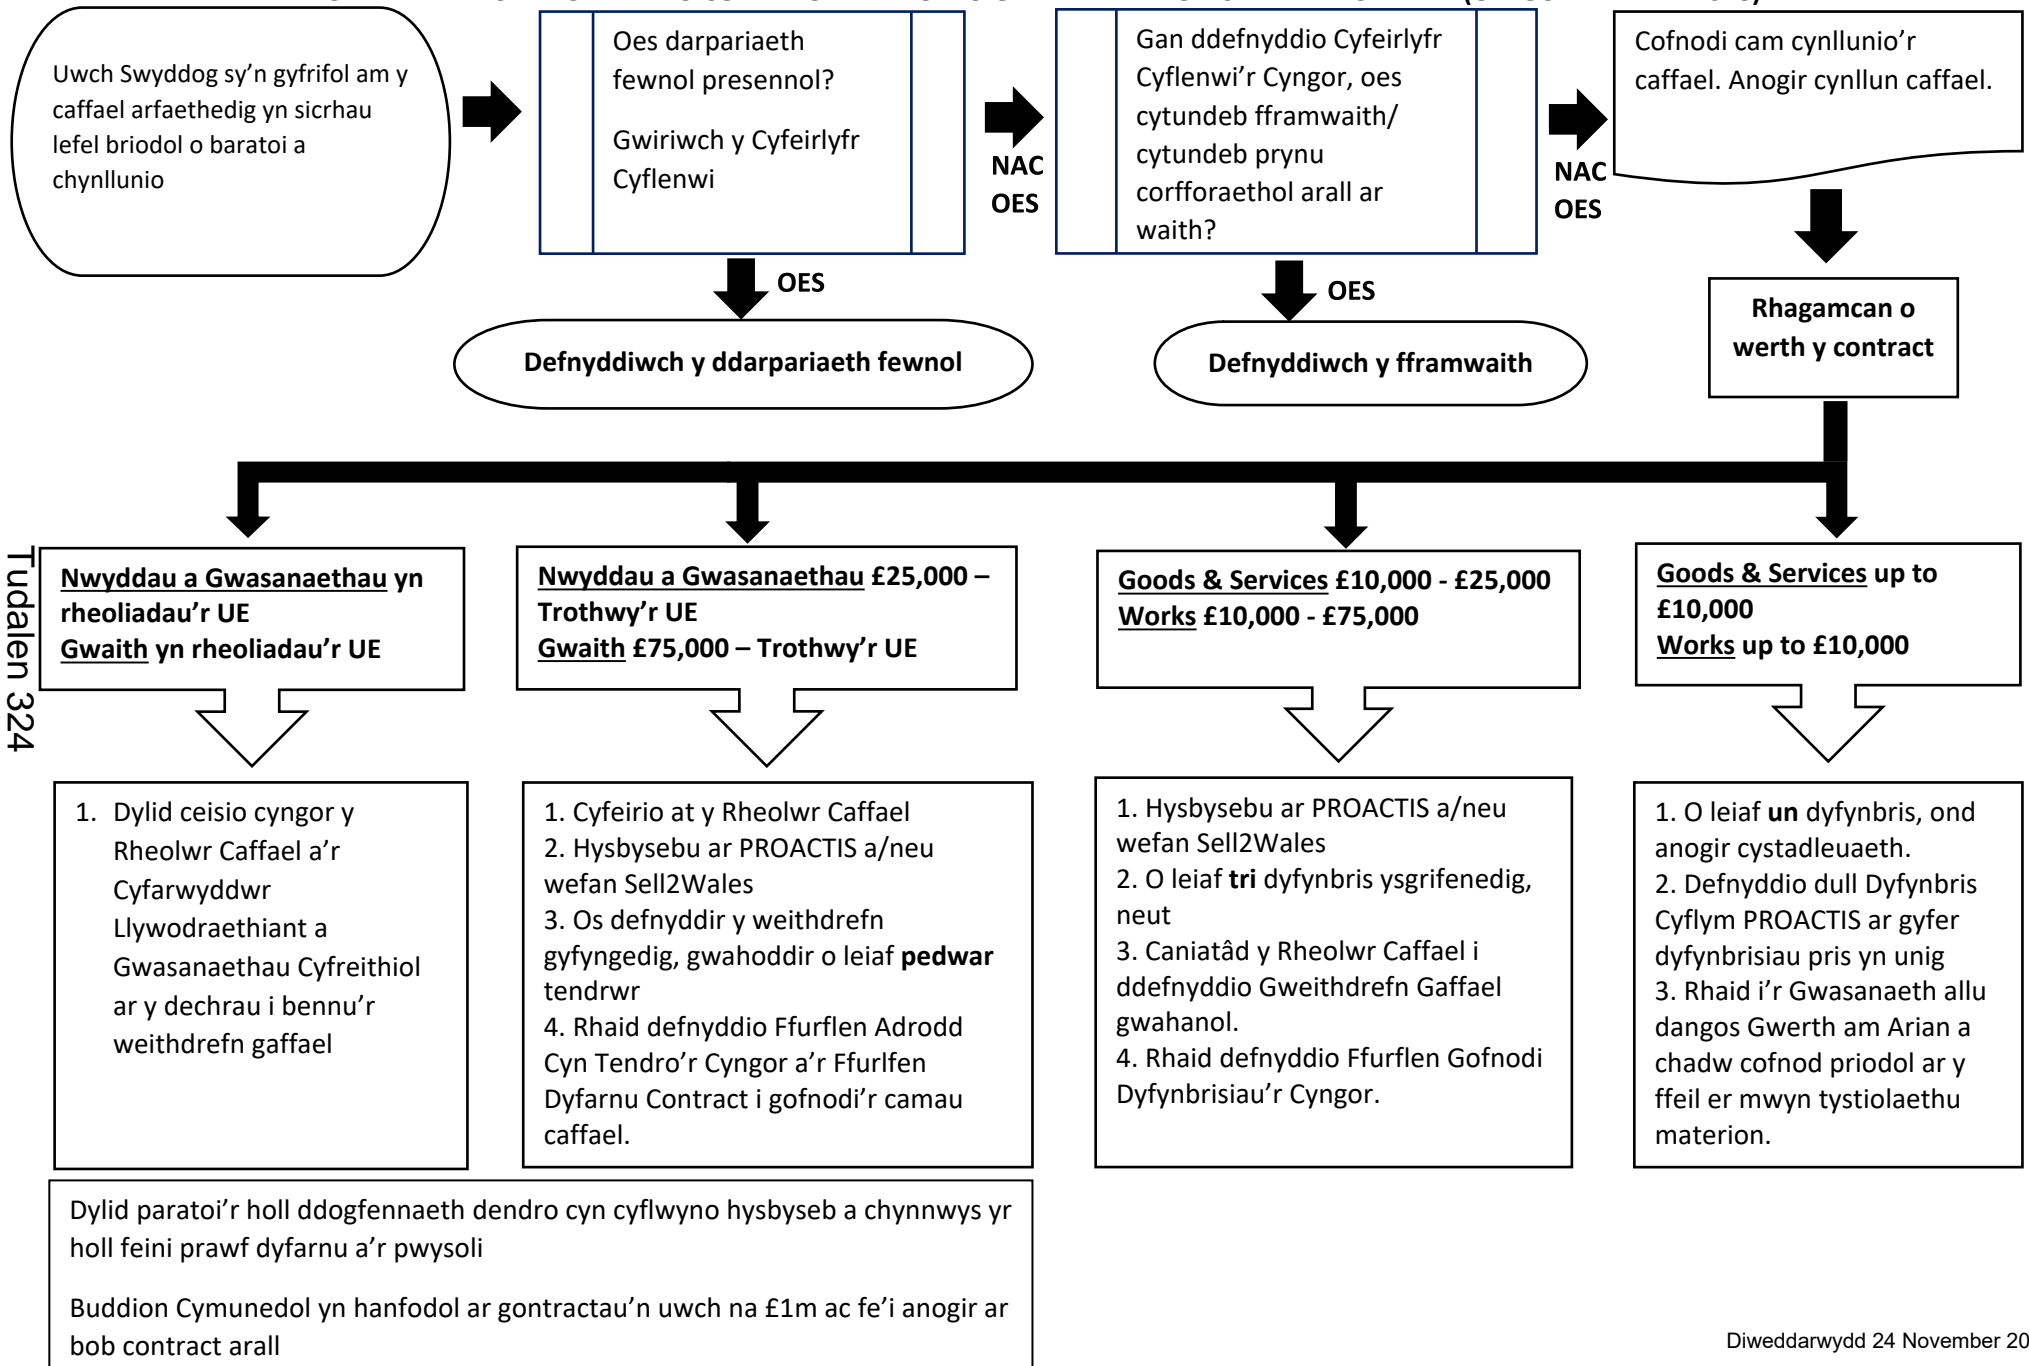 Uwch Swyddog sy’n gyfrifol am y
caffael arfaethedig yn sicrhau
lefel briodol o baratoi a
chynllunio
Oes darpariaeth
fewnol presennol?
Gwiriwch y Cyfeirlyfr
Cyflenwi
NAC
OES
Gan ddefnyddio Cyfeirlyfr
Cyflenwi’r Cyngor, oes
cytundeb fframwaith/
cytundeb prynu
corfforaethol arall ar
waith?
NAC
OES
Cofnodi cam cynllunio’r
caffael. Anogir cynllun caffael.
OES
Defnyddiwch y ddarpariaeth fewnol
OES
Defnyddiwch y fframwaith
Rhagamcan o
werth y contract
Tudalen 324
Nwyddau a Gwasanaethau yn
rheoliadau’r UE
Gwaith yn rheoliadau’r UE
Nwyddau a Gwasanaethau £25,000 –
Trothwy’r UE
Gwaith £75,000 – Trothwy’r UE
Goods & Services £10,000 - £25,000
Works £10,000 - £75,000
Goods & Services up to
£10,000
Works up to £10,000
1. Dylid ceisio cyngor y
Rheolwr Caffael a’r
Cyfarwyddwr
Llywodraethiant a
Gwasanaethau Cyfreithiol
ar y dechrau i bennu’r
weithdrefn gaffael
1. Cyfeirio at y Rheolwr Caffael
2. Hysbysebu ar PROACTIS a/neu
wefan Sell2Wales
3. Os defnyddir y weithdrefn
gyfyngedig, gwahoddir o leiaf pedwar
tendrwr
4. Rhaid defnyddio Ffurflen Adrodd
Cyn Tendro’r Cyngor a’r Ffurlfen
Dyfarnu Contract i gofnodi’r camau
caffael.
1. Hysbysebu ar PROACTIS a/neu
wefan Sell2Wales
2. O leiaf tri dyfynbris ysgrifenedig,
neut
3. Caniatâd y Rheolwr Caffael i
ddefnyddio Gweithdrefn Gaffael
gwahanol.
4. Rhaid defnyddio Ffurflen Gofnodi
Dyfynbrisiau’r Cyngor.
1. O leiaf un dyfynbris, ond
anogir cystadleuaeth.
2. Defnyddio dull Dyfynbris
Cyflym PROACTIS ar gyfer
dyfynbrisiau pris yn unig
3. Rhaid i’r Gwasanaeth allu
dangos Gwerth am Arian a
chadw cofnod priodol ar y
ffeil er mwyn tystiolaethu
materion.
Dylid paratoi’r holl ddogfennaeth dendro cyn cyflwyno hysbyseb a chynnwys yr
holl feini prawf dyfarnu a’r pwysoli
Buddion Cymunedol yn hanfodol ar gontractau’n uwch na £1m ac fe’i anogir ar
bob contract arall
Diweddarwydd 24 November 20